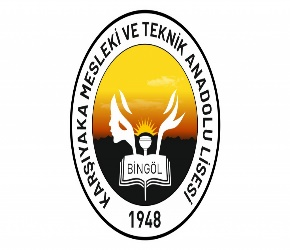 KARŞIYAKA MESLEKİ VE TEKNİK ANADOLU LİSESİ
BİNGÖL
1948